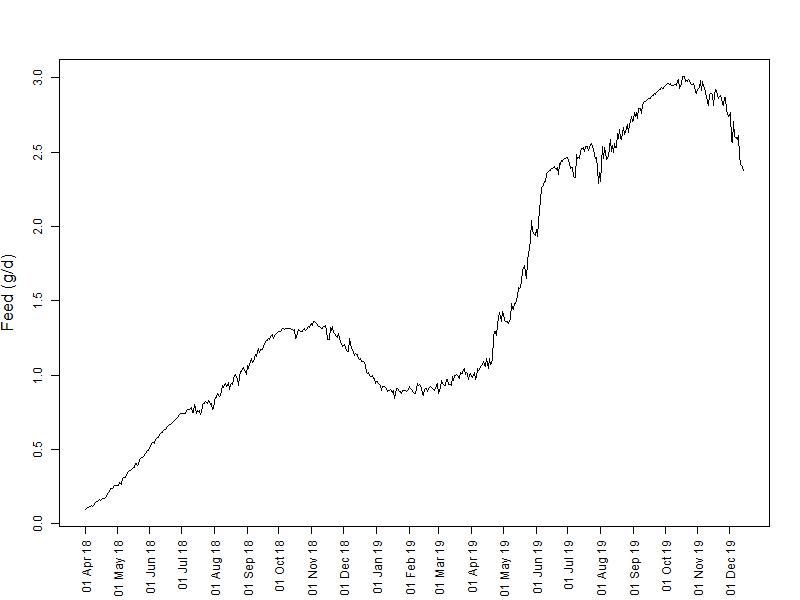 Feed (g/d)
3.0
2.5
2.0
1.5
1.0
0.5
0.0
01 Apr 18
01 May 18
01 Jun 18
01 Jul 18
01 Aug 18
01 Sep 18
01 Oct 18
01 Nov 18
01 Dec 18
01 Jan 19
01 Feb 19
01 Mar 19
01 Apr 19
01 May 19
01 Jun 19
01 Jul 19
01 Aug 19
01 Sep 19
01 Oct 19
01 Nov 19
01 Dec 19